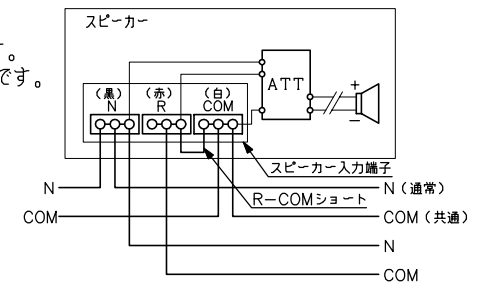 スピーカー
す。
です。
ATT
+
−
(黒) (赤) (白)
N R COM
スピーカー入力端子
R−COMショート
N
N(通常)
COM
COM(共通)
N
COM